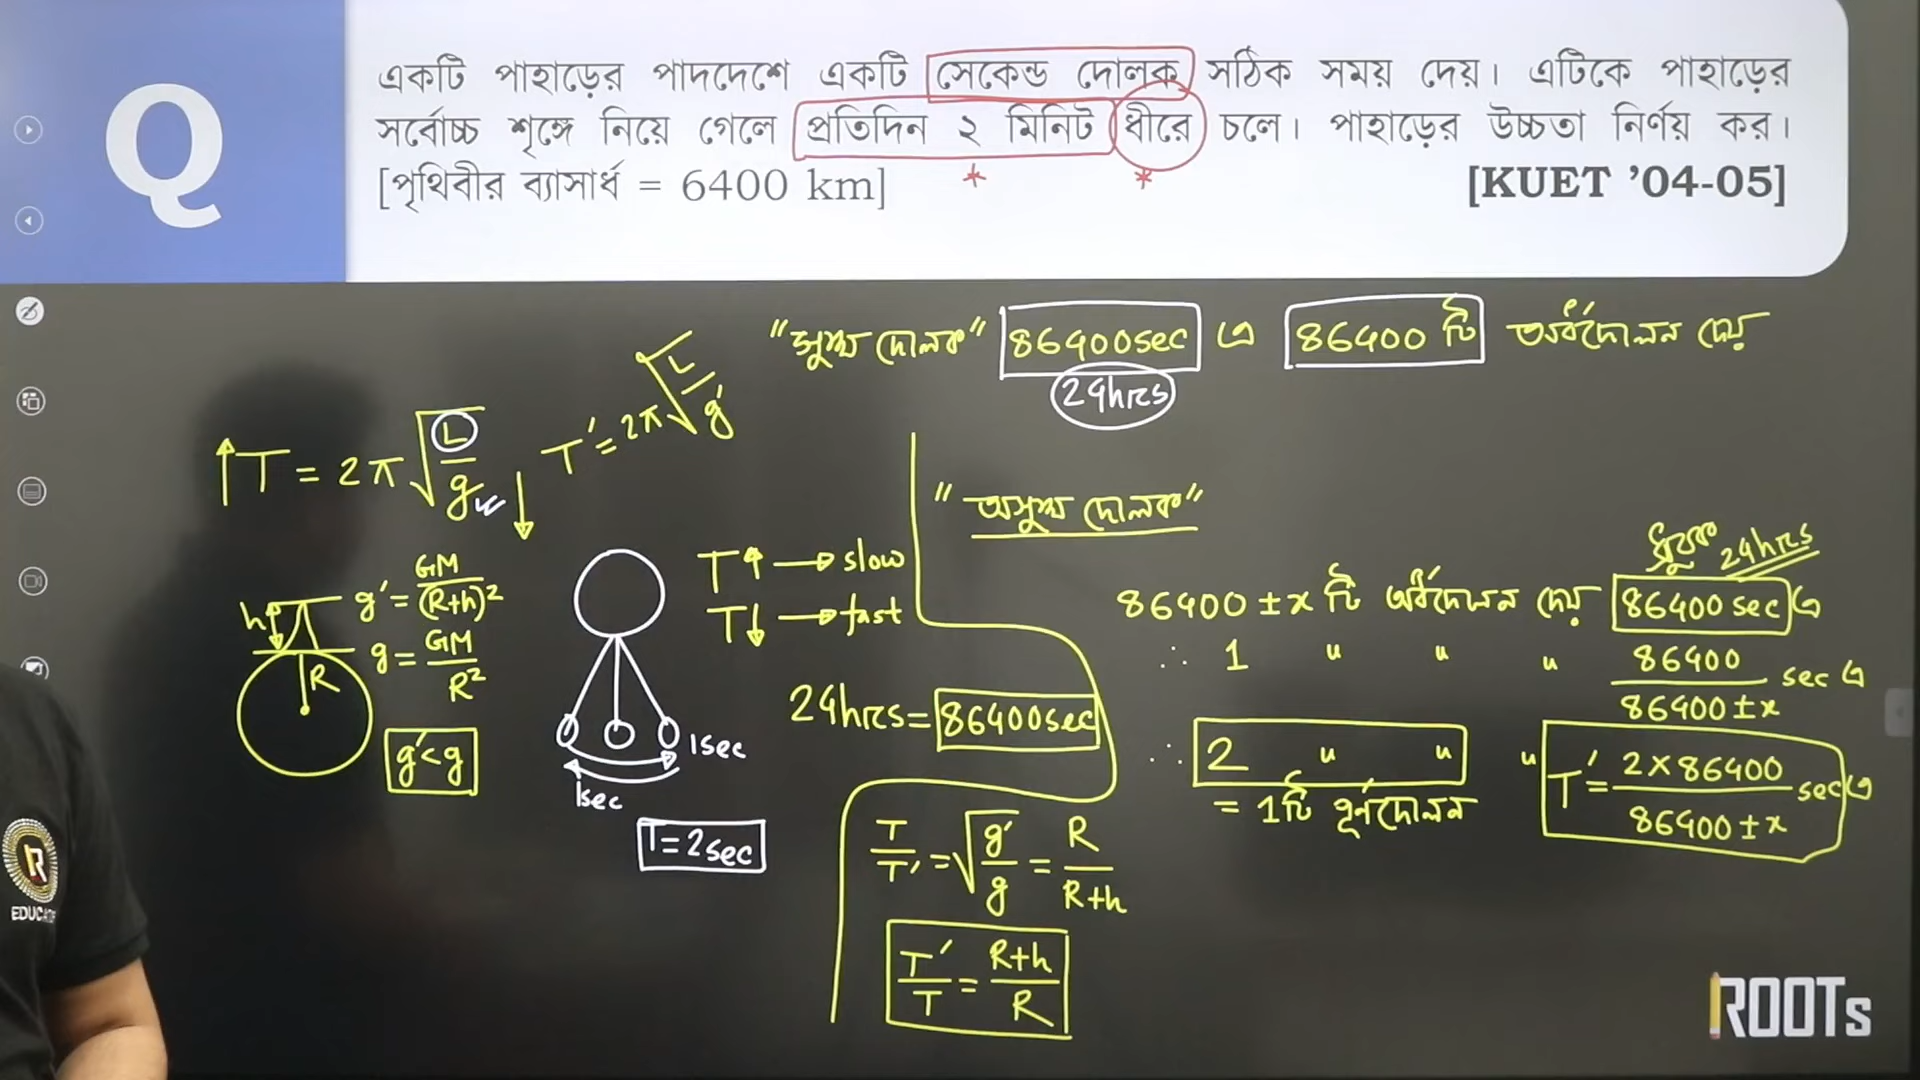 Q
একটি পাহাড়ের পাদদেশে একটি সেকেন্ড দোলক সঠিক সময় দেয়। এটিকে পাহাড়ের
সর্বোচ্চ শৃঙ্গে নিয়ে গেলে প্রতিদিন ২ মিনিট ধীরে চলে। পাহাড়ের উচ্চতা নির্ণয় কর।
[পৃথিবীর ব্যাসার্ধ = 6400 km] [KUET ’04-05]
* *
"সুস্থ দোলক" 86400sec এ 86400 টি অর্ধদোলন দেয়
24hrs
↑T = 2π√(L/g) ↓ T′ = 2π√(L/g′)
"অসুস্থ দোলক"
T↑ → slow
T↓ → fast
h g′ = GM/(R+h)²
R g = GM/R²
g′<g
1sec
1sec
T=2sec
24hrs = 86400sec
ধ্রুবক 24hrs
86400 ± x টি অর্ধদোলন দেয় 86400 sec এ
∴ 1 " " " 86400/(86400±x) sec এ
∴ 2 " " " T′ = (2×86400)/(86400±x) sec এ
= 1টি পূর্ণদোলন
T/T′ = √(g′/g) = R/(R+h)
T′/T = (R+h)/R
EDUCAT
ROOTs